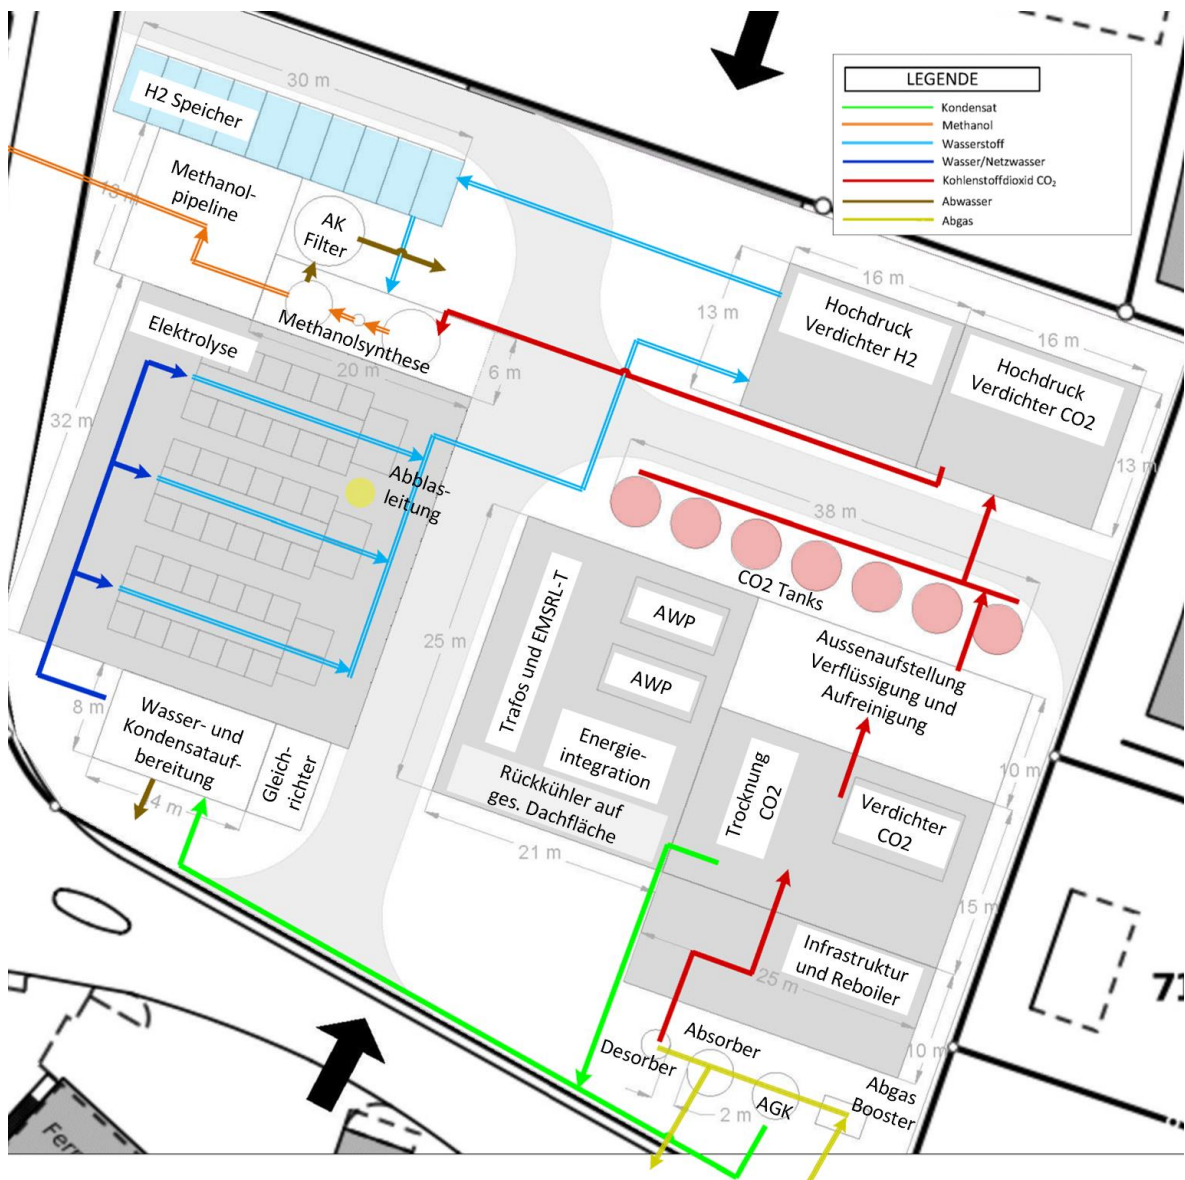 30 m
H2 Speicher
LEGENDE
Kondensat
Methanol
Wasserstoff
Wasser/Netzwasser
Kohlenstoffdioxid CO₂
Abwasser
Abgas
Methanol-
pipeline
AK
Filter
16 m
13 m
Hochdruck
Verdichter H2
16 m
Hochdruck
Verdichter CO2
13 m
Elektrolyse
Methanolsynthese
20 m
6 m
32 m
Abblas-
leitung
38 m
CO2 Tanks
25 m
Trafos und EMSRL-T
AWP
AWP
Energie-
integration
Rückkühler auf
ges. Dachfläche
21 m
Aussenaufstellung
Verflüssigung und
Aufreinigung
10 m
Trocknung
CO2
Verdichter
CO2
15 m
8 m
Wasser- und
Kondensatauf-
bereitung
Gleich-
richter
4 m
Infrastruktur
und Reboiler
25 m
10 m
Desorber
Absorber
AGK
2 m
Abgas
Booster
71
Fern